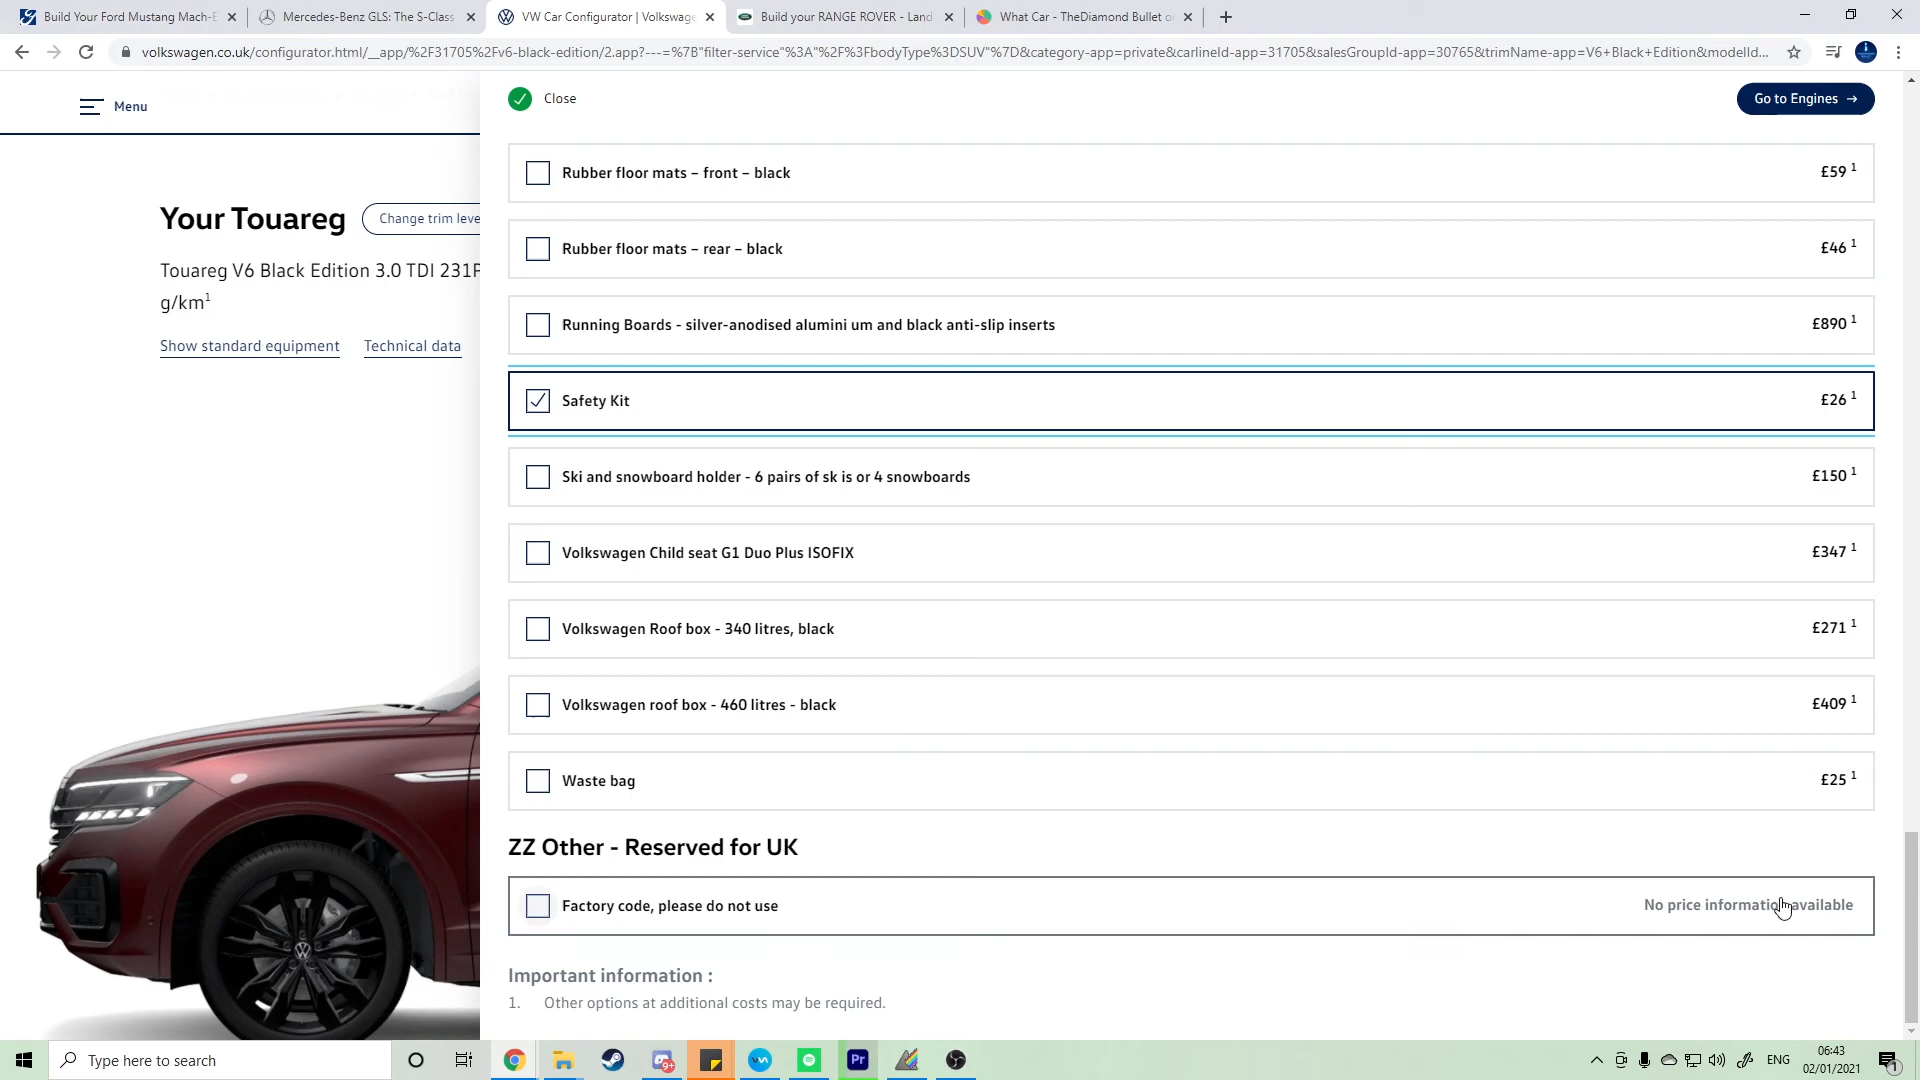 Build Your Ford Mustang Mach-E
Mercedes-Benz GLS: The S-Class
VW Car Configurator | Volkswage
Build your RANGE ROVER - Land
What Car - TheDiamond Bullet o
volkswagen.co.uk/configurator.html/__app/%2F31705%2Fv6-black-edition/2.app?---=%7B"filter-service"%3A"%2F%3FbodyType%3DSUV"%7D&category-app=private&carlineId-app=31705&salesGroupId-app=30765&trimName-app=V6+Black+Edition&modelId...
Menu
Close
Go to Engines →
Your Touareg
Change trim leve
Touareg V6 Black Edition 3.0 TDI 231P
g/km1
Show standard equipment
Technical data
Rubber floor mats – front – black £59 1
Rubber floor mats – rear – black £46 1
Running Boards - silver-anodised alumini um and black anti-slip inserts £890 1
Safety Kit £26 1
Ski and snowboard holder - 6 pairs of sk is or 4 snowboards £150 1
Volkswagen Child seat G1 Duo Plus ISOFIX £347 1
Volkswagen Roof box - 340 litres, black £271 1
Volkswagen roof box - 460 litres - black £409 1
Waste bag £25 1
ZZ Other - Reserved for UK
Factory code, please do not use No price information available
Important information :
1. Other options at additional costs may be required.
Type here to search
9+
Pr
ENG
06:43
02/01/2021
1